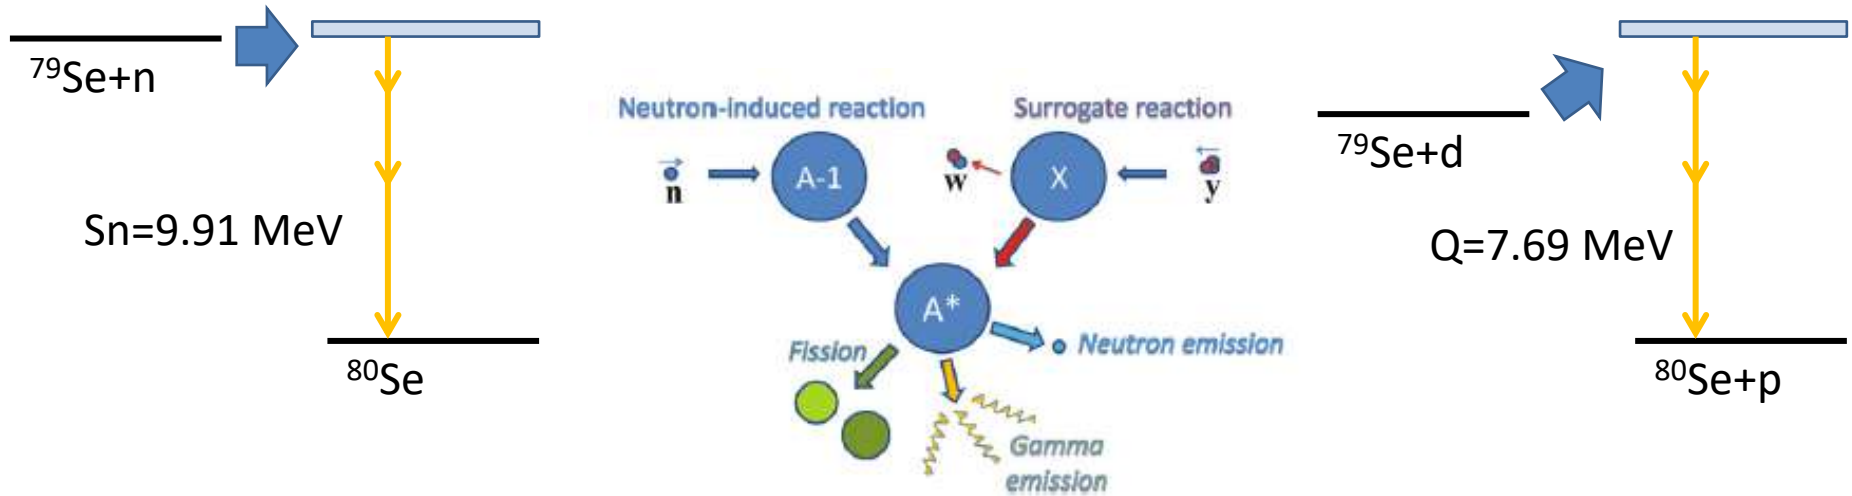 ⁷⁹Se+n
Sn=9.91 MeV
⁸⁰Se
Neutron-induced reaction
Surrogate reaction
n
A-1
w
X
y
A*
Fission
Neutron emission
Gamma
emission
⁷⁹Se+d
Q=7.69 MeV
⁸⁰Se+p